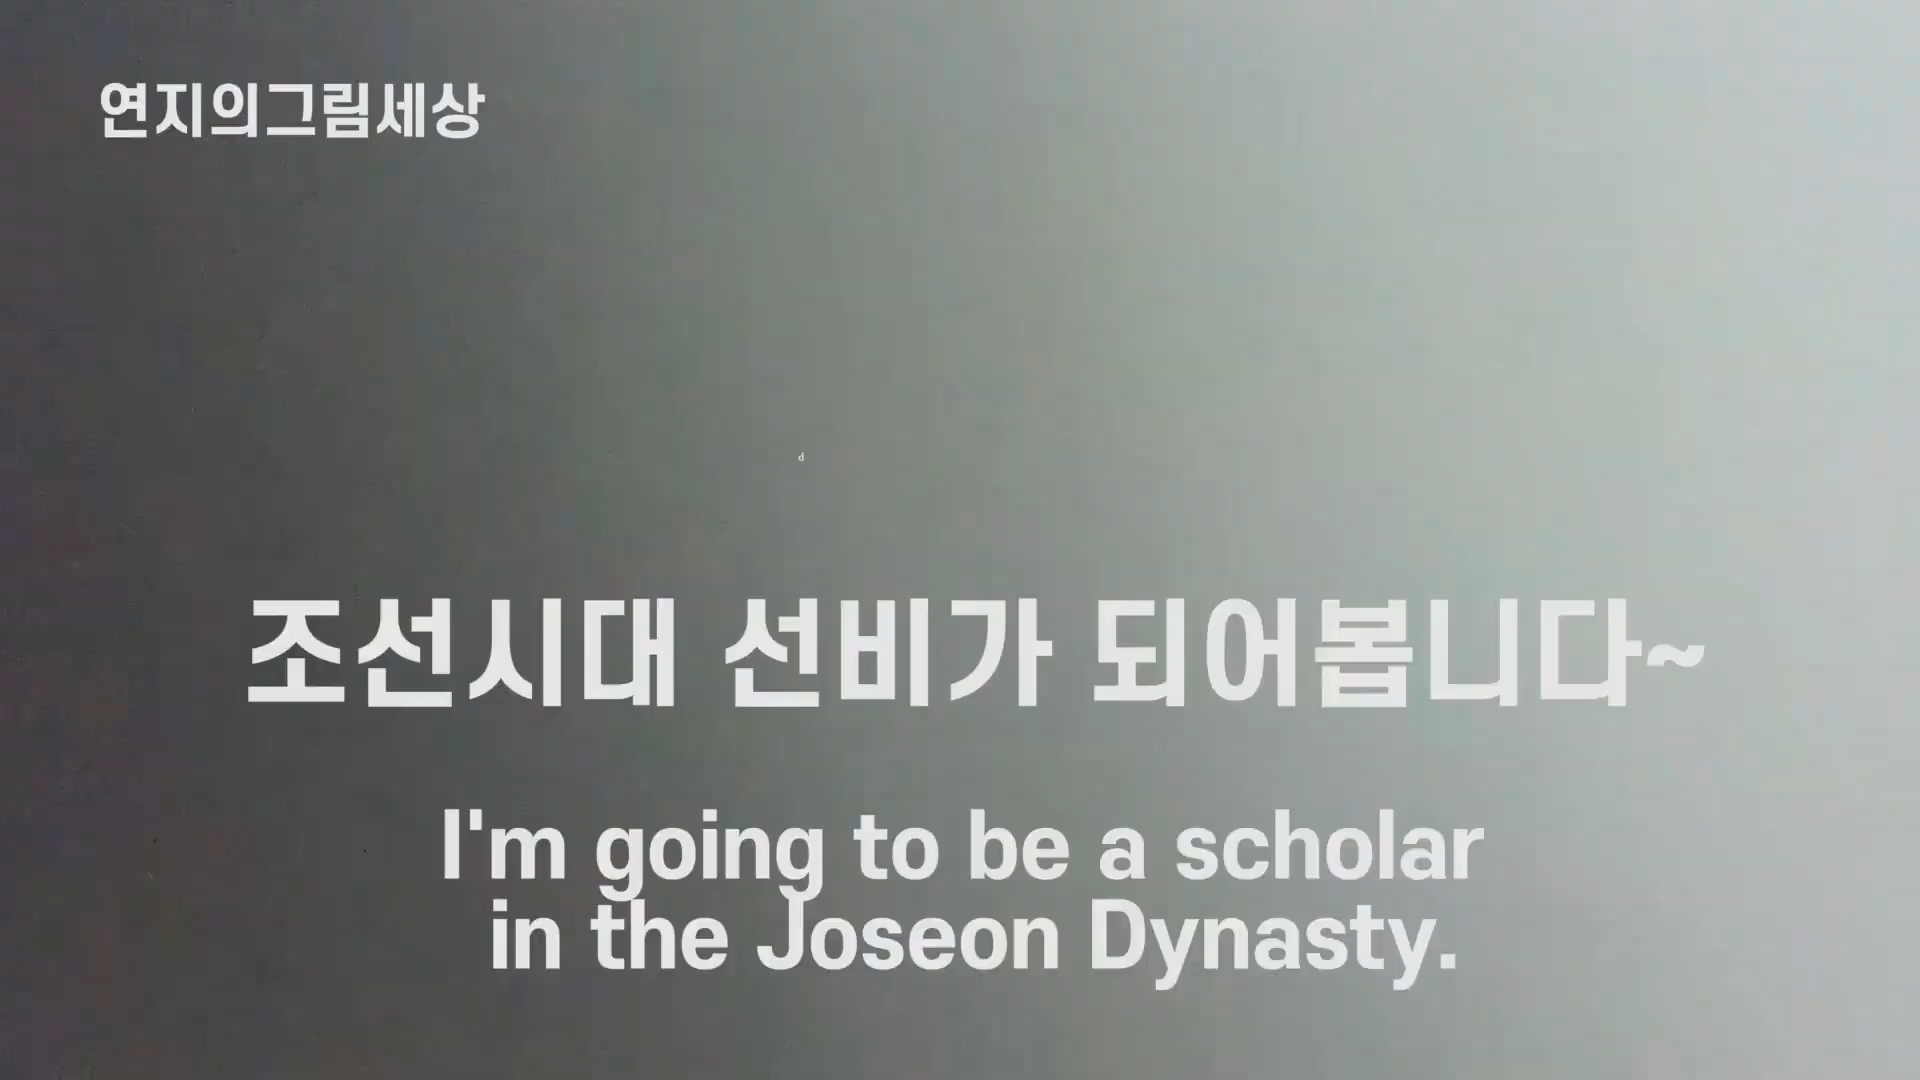 연지의그림세상
d
조선시대 선비가 되어봅니다~
I'm going to be a scholar
in the Joseon Dynasty.